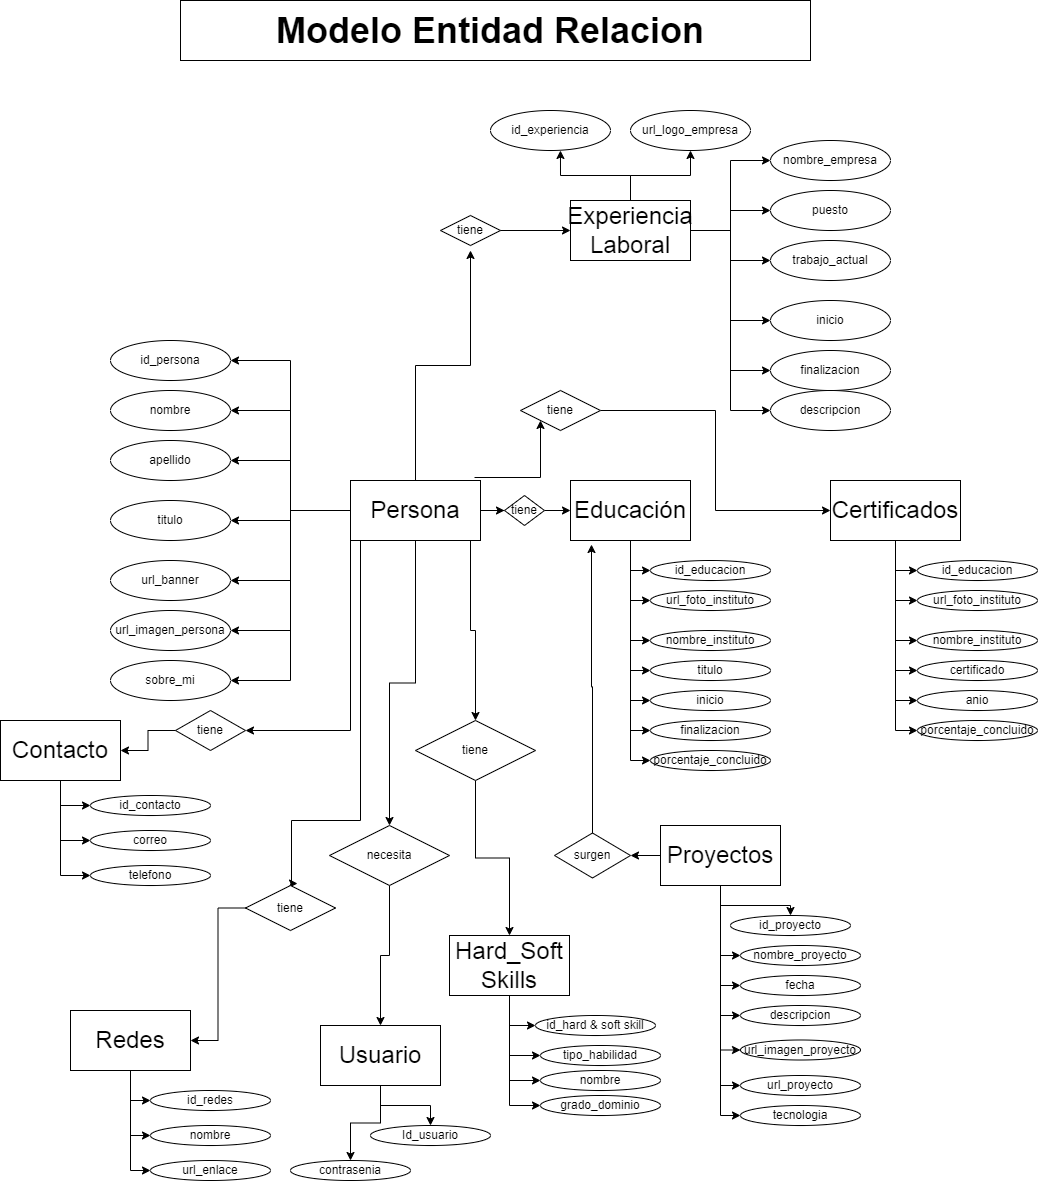 Modelo Entidad Relacion
id_experiencia
url_logo_empresa
nombre_empresa
puesto
trabajo_actual
inicio
finalizacion
descripcion
Experiencia
Laboral
tiene
id_persona
nombre
apellido
titulo
url_banner
url_imagen_persona
sobre_mi
tiene
Persona
tiene
Educación
Certificados
id_educacion
url_foto_instituto
nombre_instituto
titulo
inicio
finalizacion
porcentaje_concluido
id_educacion
url_foto_instituto
nombre_instituto
certificado
anio
porcentaje_concluido
tiene
Contacto
id_contacto
correo
telefono
tiene
necesita
surgen
Proyectos
tiene
id_proyecto
nombre_proyecto
fecha
descripcion
url_imagen_proyecto
url_proyecto
tecnologia
Hard_Soft
Skills
id_hard & soft skill
tipo_habilidad
nombre
grado_dominio
Redes
id_redes
nombre
url_enlace
Usuario
Id_usuario
contrasenia